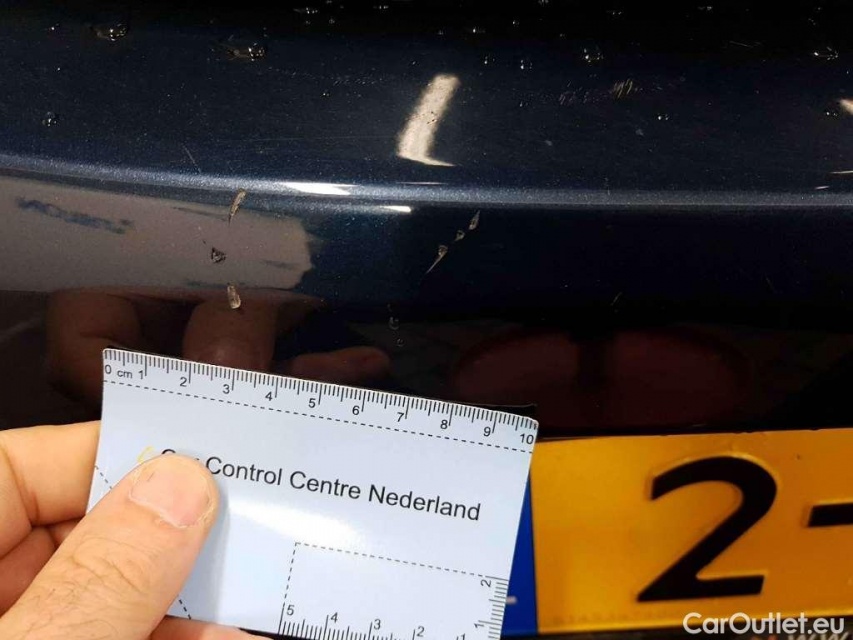 0 cm 1 2 3 4 5 6 7 8 9 10
Control Centre Nederland
2-
2
5 4 3 2 1
CarOutlet.eu